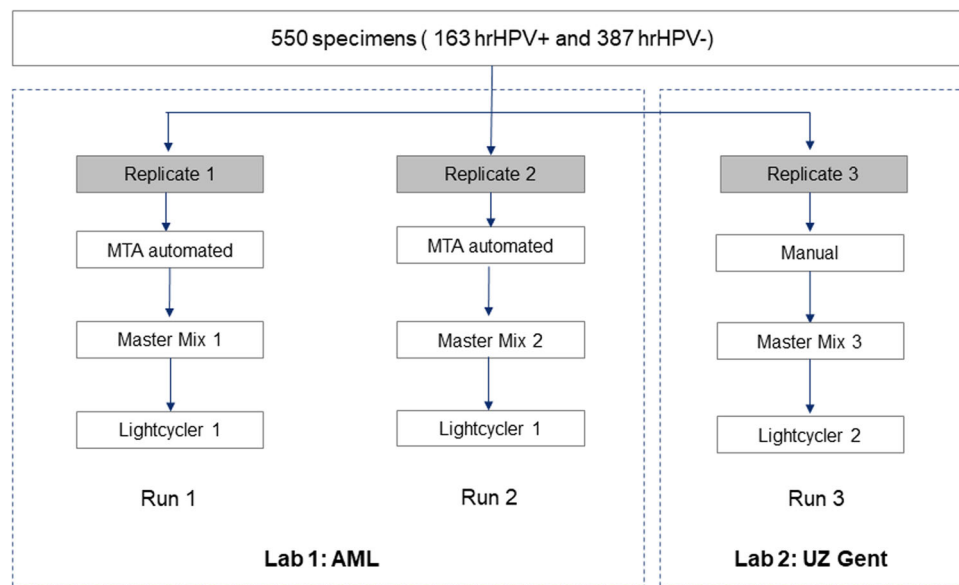 550 specimens ( 163 hrHPV+ and 387 hrHPV-)
Replicate 1
Replicate 2
Replicate 3
MTA automated
MTA automated
Manual
Master Mix 1
Master Mix 2
Master Mix 3
Lightcycler 1
Lightcycler 1
Lightcycler 2
Run 1
Run 2
Run 3
Lab 1: AML
Lab 2: UZ Gent